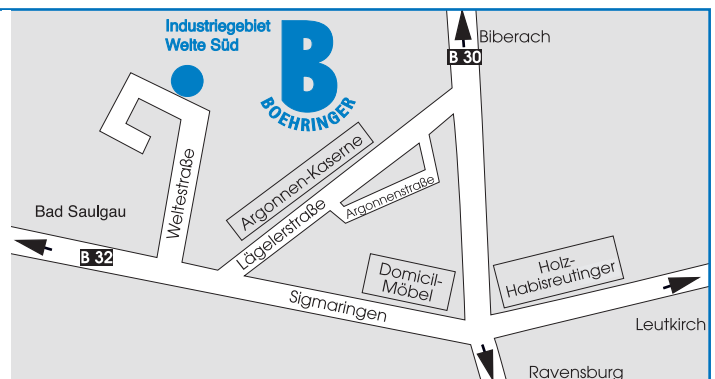 Industriegebiet
Welte Süd
B
BOEHRINGER
Biberach
B 30
Argonnen-Kaserne
Lägelerstraße
Argonnenstraße
Weltestraße
Bad Saulgau
B 32
Domicil-
Möbel
Holz-
Habisreutinger
Sigmaringen
Leutkirch
Ravensburg